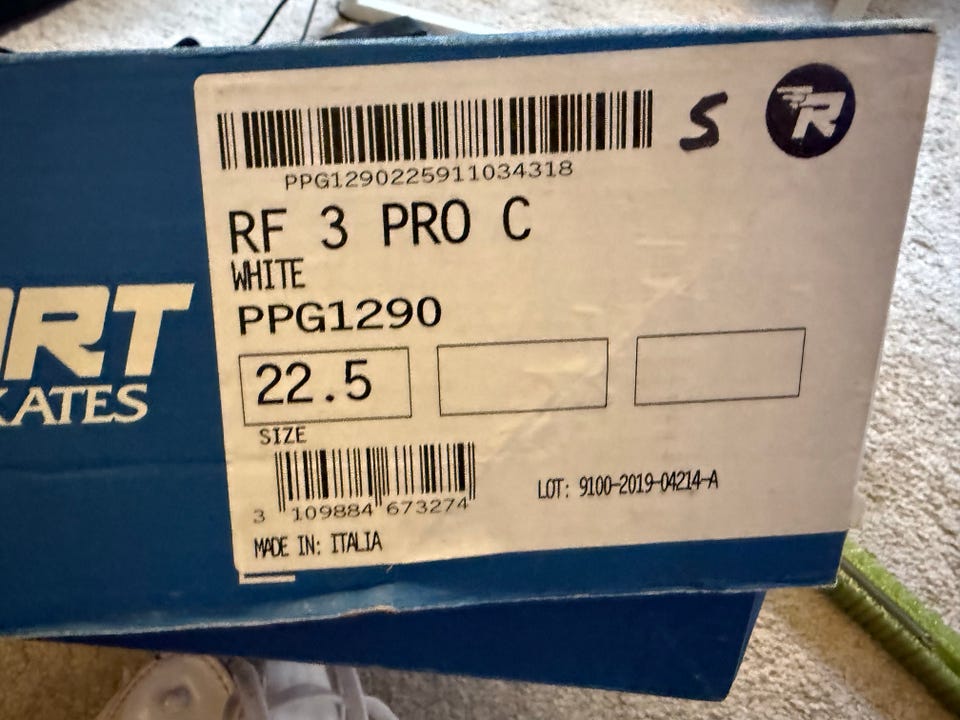 S
R
PPG1290225911034318
RF 3 PRO C
WHITE
PPG1290
22.5
SIZE
3 109884 673274
LOT: 9100-2019-04214-A
MADE IN: ITALIA
RT
KATES